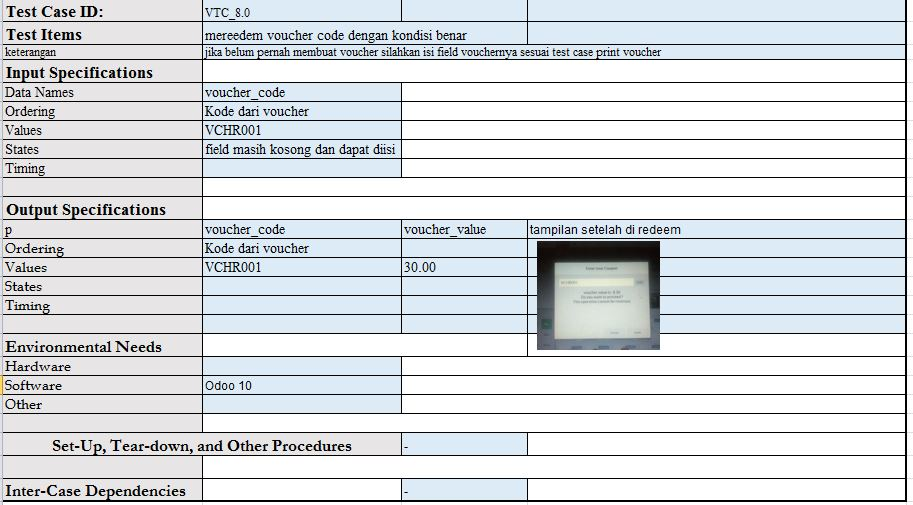 Test Case ID: VTC_8.0
Test Items mereedem voucher code dengan kondisi benar
keterangan jika belum pernah membuat voucher silahkan isi field vouchernya sesuai test case print voucher
Input Specifications
Data Names voucher_code
Ordering Kode dari voucher
Values VCHR001
States field masih kosong dan dapat diisi
Timing
Output Specifications
p voucher_code voucher_value tampilan setelah di redeem
Ordering Kode dari voucher
Values VCHR001 30.00
States
Timing
Environmental Needs
Hardware
Software Odoo 10
Other
Set-Up, Tear-down, and Other Procedures -
Inter-Case Dependencies -